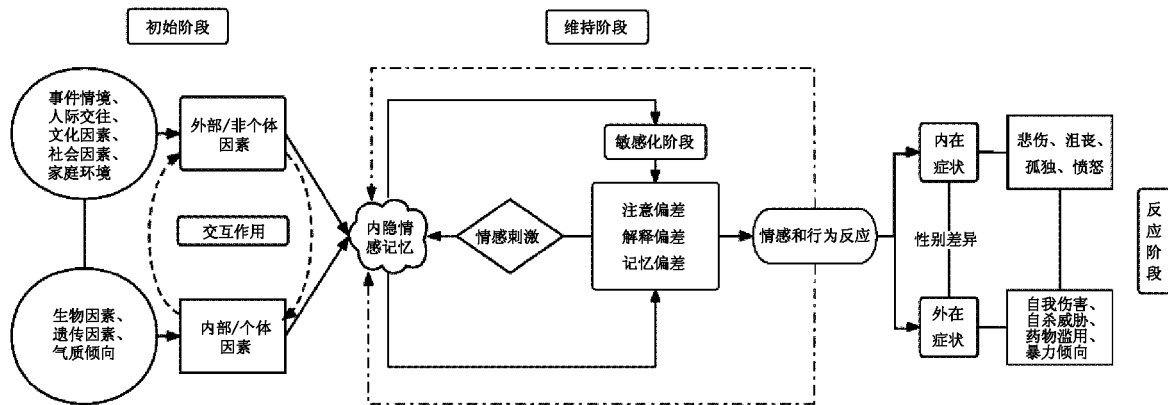 初始阶段
维持阶段
事件情境、
人际交往、
文化因素、
社会因素、
家庭环境
外部/非个体
因素
交互作用
生物因素、
遗传因素、
气质倾向
内部/个体
因素
内隐情
感记忆
情感刺激
敏感化阶段
注意偏差
解释偏差
记忆偏差
情感和行为反应
内在
症状
性别差异
外在
症状
悲伤、沮丧、
孤独、愤怒
自我伤害、
自杀威胁、
药物滥用、
暴力倾向
反
应
阶
段